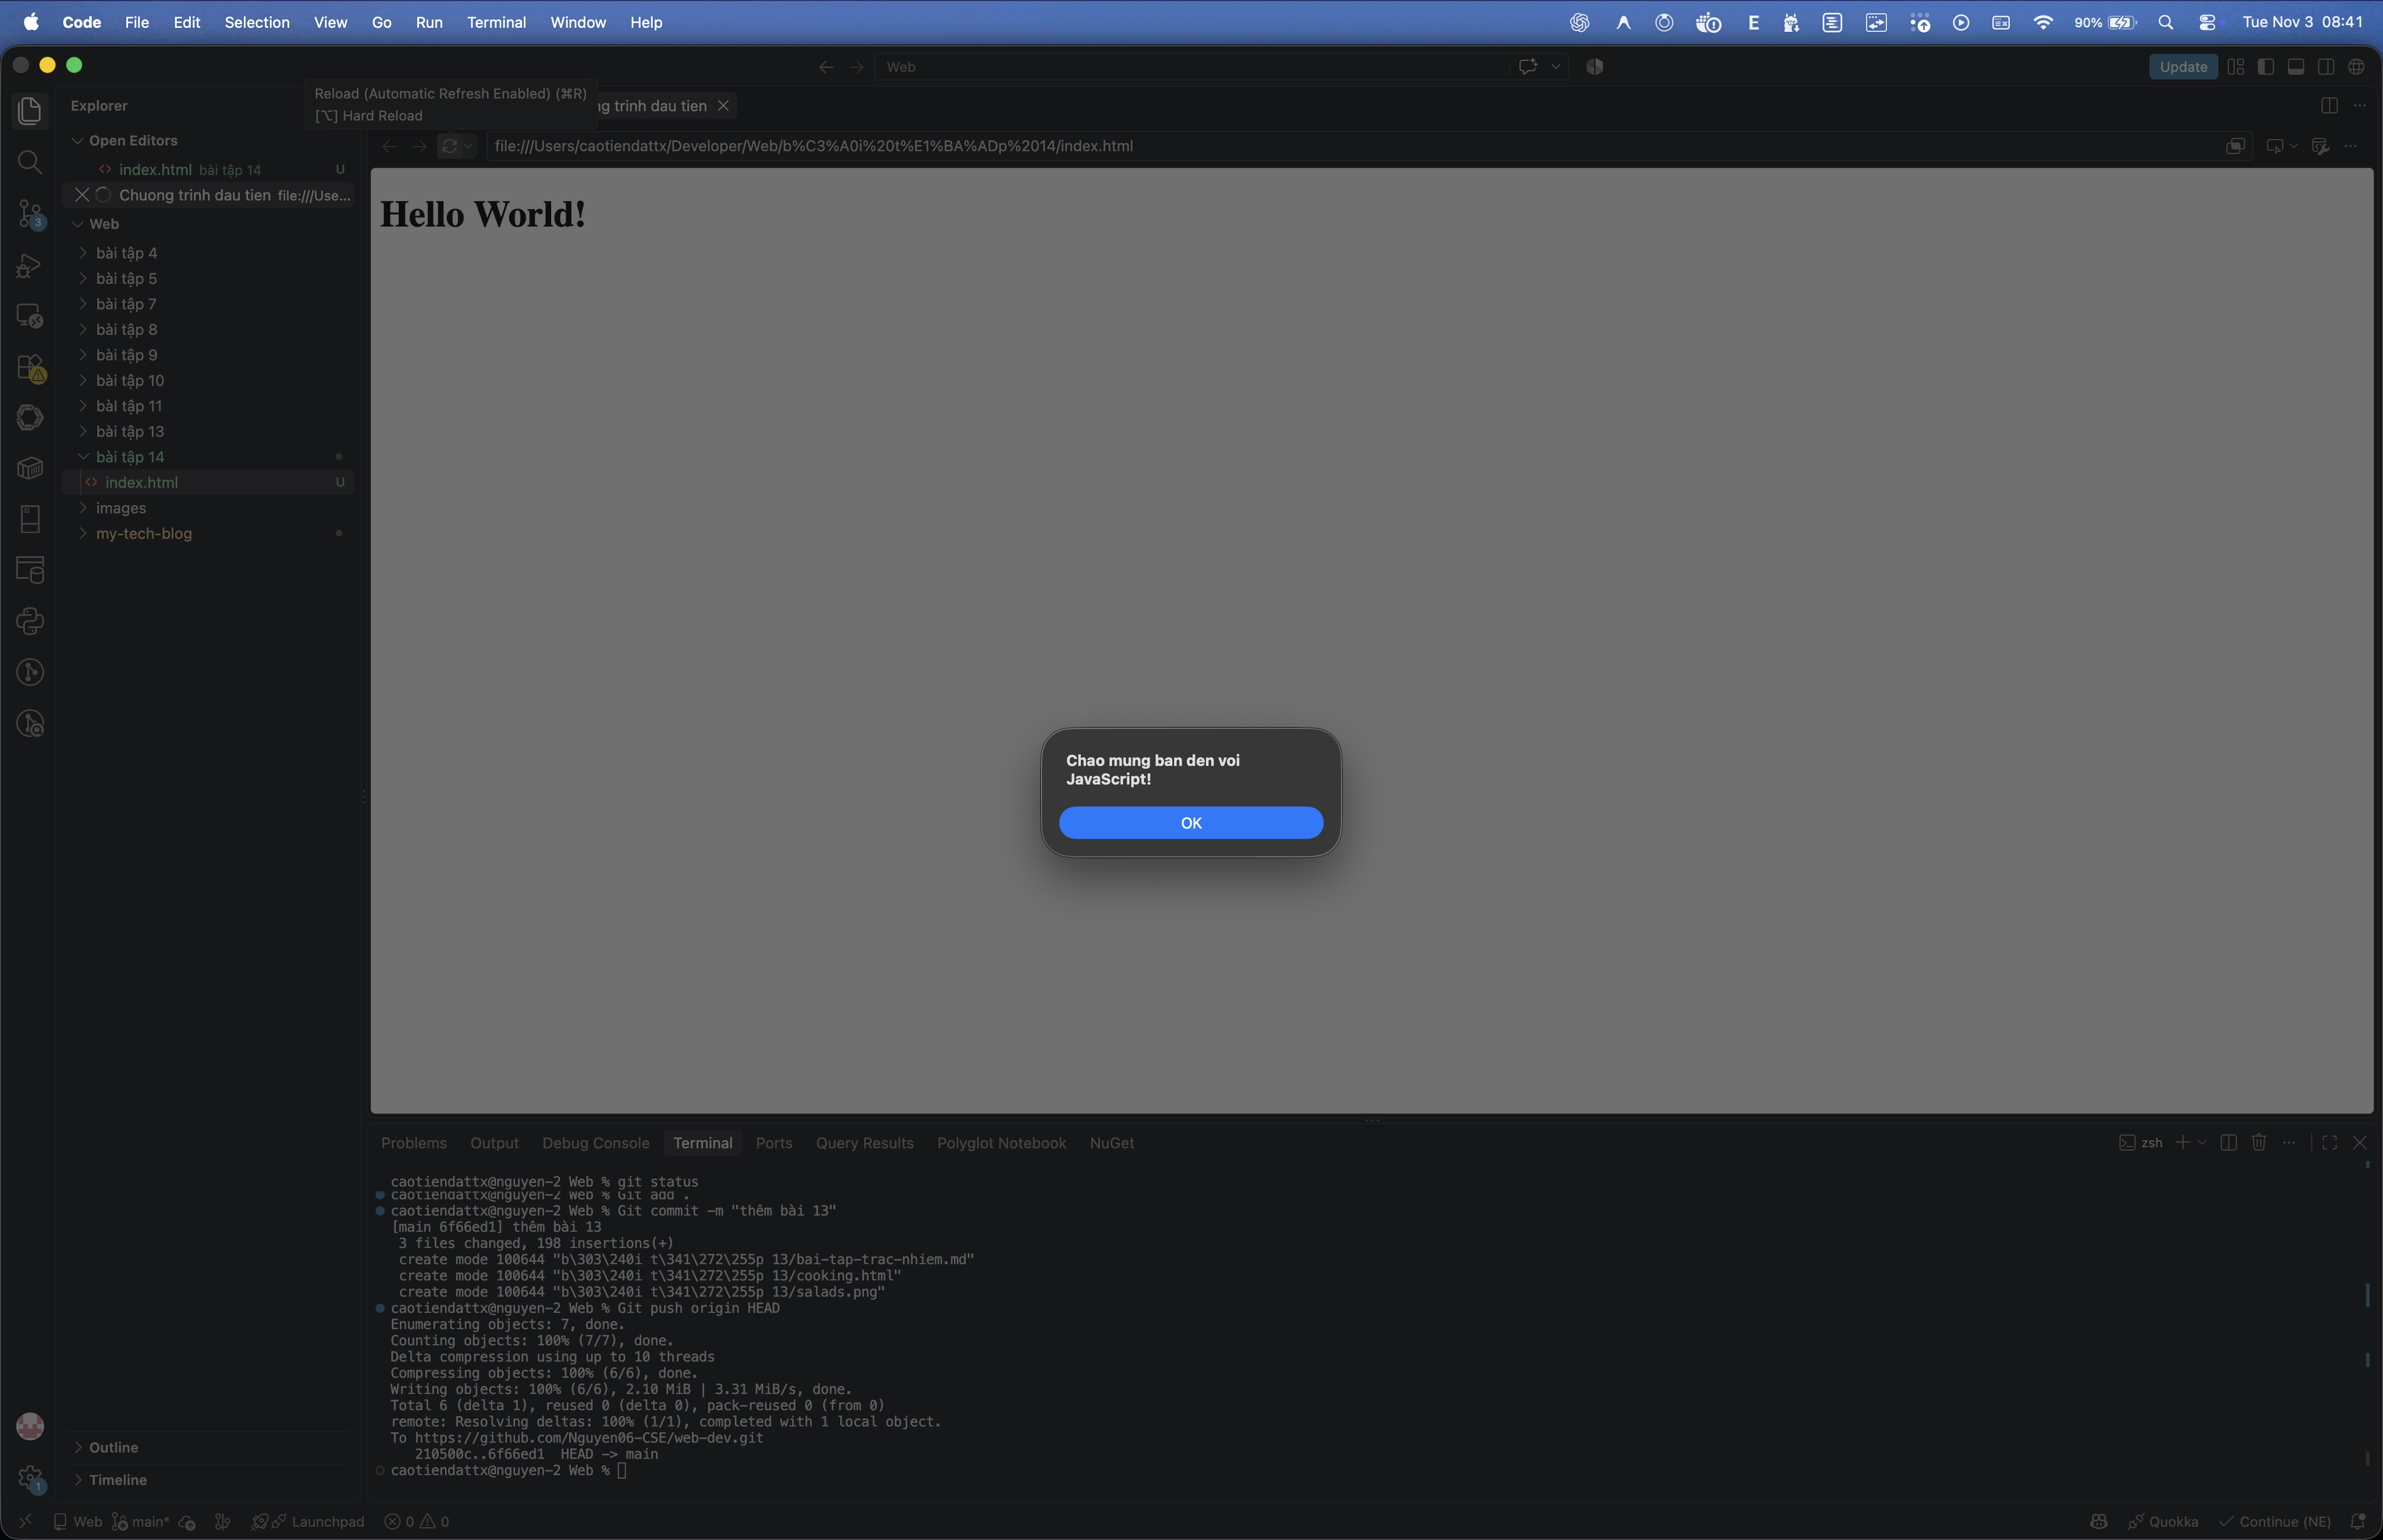 Code File Edit Selection View Go Run Terminal Window Help
E 90% Tue Nov 3 08:41
Web
Update
Explorer
Reload (Automatic Refresh Enabled) (⌘R)
[⌥] Hard Reload
trinh dau tien
Open Editors
index.html bài tập 14 U
Chuong trinh dau tien file:///Use...
file:///Users/caotiendattx/Developer/Web/b%C3%A0i%20t%E1%BA%ADp%2014/index.html
Web
3
bài tập 4
bài tập 5
bài tập 7
bài tập 8
bài tập 9
bài tập 10
bàl tập 11
bài tập 13
bài tập 14
index.html U
images
my-tech-blog
Hello World!
Chao mung ban den voi
JavaScript!
OK
Problems Output Debug Console Terminal Ports Query Results Polyglot Notebook NuGet
zsh
caotiendattx@nguyen-2 Web % git status
caotiendattx@nguyen-2 Web % Git add .
caotiendattx@nguyen-2 Web % Git commit -m "thêm bài 13"
[main 6f66ed1] thêm bài 13
3 files changed, 198 insertions(+)
create mode 100644 "b\303\240i t\341\272\255p 13/bai-tap-trac-nhiem.md"
create mode 100644 "b\303\240i t\341\272\255p 13/cooking.html"
create mode 100644 "b\303\240i t\341\272\255p 13/salads.png"
caotiendattx@nguyen-2 Web % Git push origin HEAD
Enumerating objects: 7, done.
Counting objects: 100% (7/7), done.
Delta compression using up to 10 threads
Compressing objects: 100% (6/6), done.
Writing objects: 100% (6/6), 2.10 MiB | 3.31 MiB/s, done.
Total 6 (delta 1), reused 0 (delta 0), pack-reused 0 (from 0)
remote: Resolving deltas: 100% (1/1), completed with 1 local object.
To https://github.com/Nguyen06-CSE/web-dev.git
210500c..6f66ed1 HEAD -> main
caotiendattx@nguyen-2 Web %
Outline
Timeline
1
Web main* Launchpad 0 0
Quokka Continue (NE)